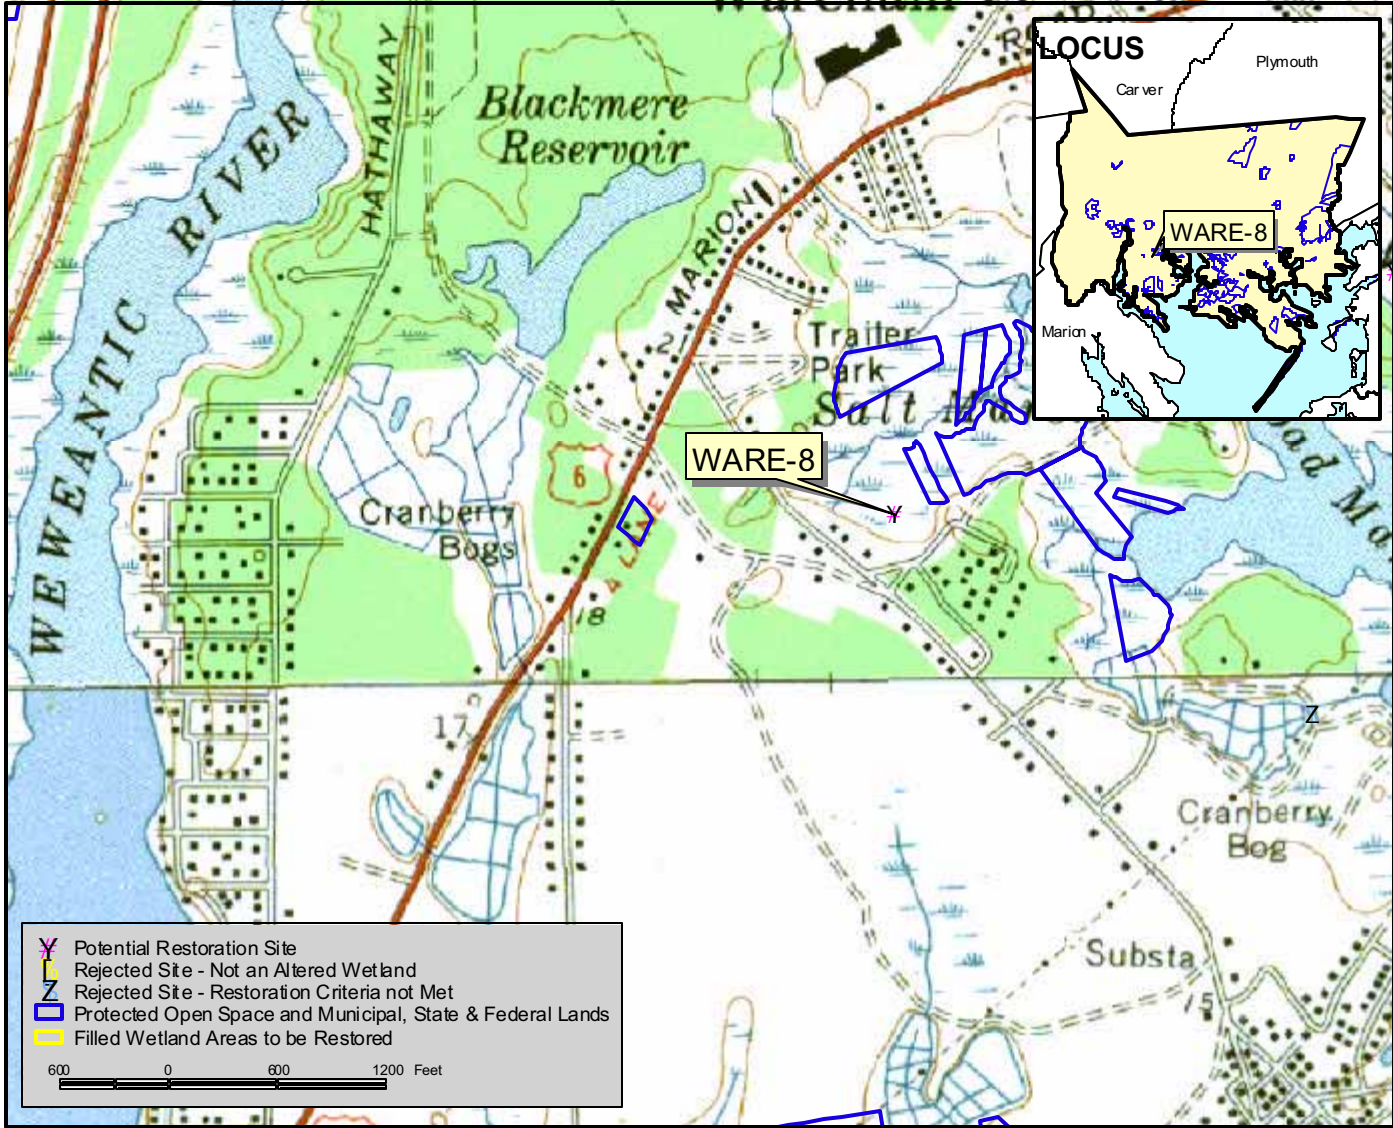 LOCUS
Plymouth
Carver
WARE-8
Marion
HATHAWAY
Blackmere
Reservoir
WEWEANTIC RIVER
MARION
21
Trailer
Park
Salt
WARE-8
6
4 LANE
Cranberry
Bogs
18
17
Cranberry
Bog
Substa
15
Potential Restoration Site
Rejected Site - Not an Altered Wetland
Z Rejected Site - Restoration Criteria not Met
Protected Open Space and Municipal, State & Federal Lands
Filled Wetland Areas to be Restored
600 0 600 1200 Feet
Z